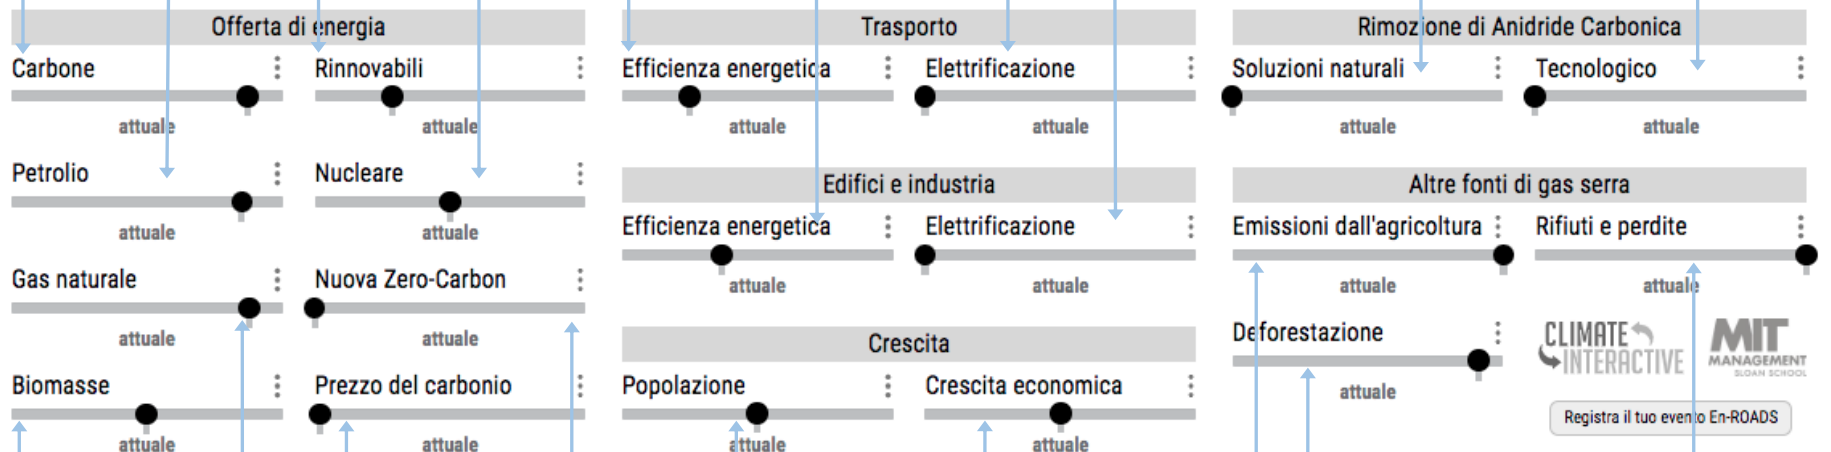 Offerta di energia
Carbone
Rinnovabili
attuale
attuale
Petrolio
Nucleare
attuale
attuale
Gas naturale
Nuova Zero-Carbon
attuale
attuale
Biomasse
Prezzo del carbonio
attuale
attuale
Trasporto
Efficienza energetica
Elettrificazione
attuale
attuale
Edifici e industria
Efficienza energetica
Elettrificazione
attuale
attuale
Crescita
Popolazione
Crescita economica
attuale
attuale
Rimozione di Anidride Carbonica
Soluzioni naturali
Tecnologico
attuale
attuale
Altre fonti di gas serra
Emissioni dall'agricoltura
Rifiuti e perdite
attuale
attuale
Deforestazione
attuale
CLIMATE
INTERACTIVE
MIT
MANAGEMENT
SLOAN SCHOOL
Registra il tuo evento En-ROADS